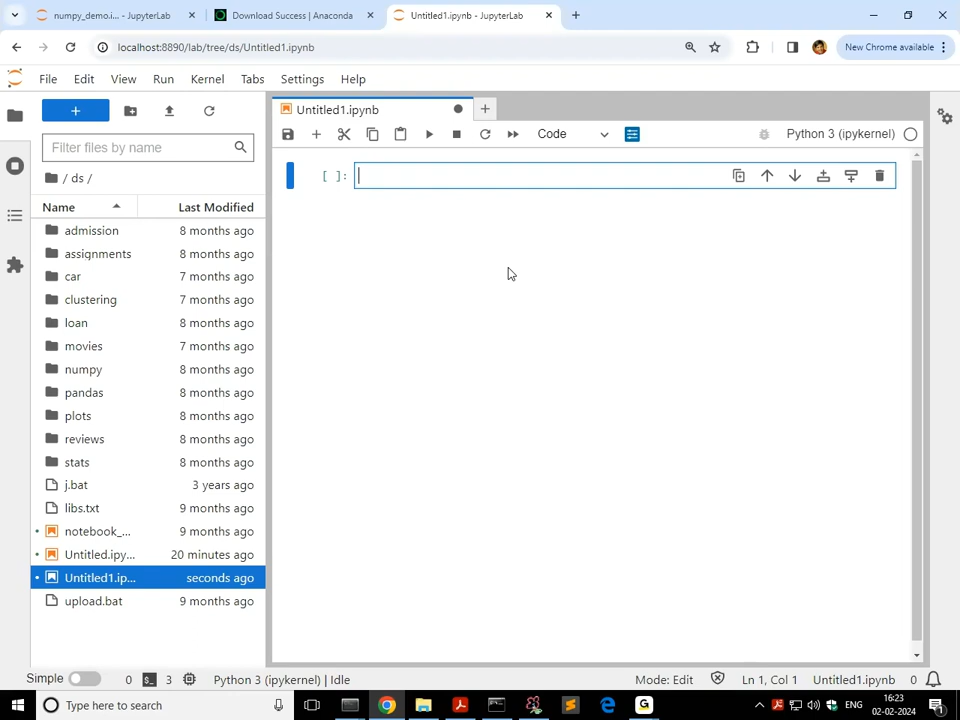 numpy_demo.i... - JupyterLab
Download Success | Anaconda
Untitled1.ipynb - JupyterLab
localhost:8890/lab/tree/ds/Untitled1.ipynb
New Chrome available
File Edit View Run Kernel Tabs Settings Help
Untitled1.ipynb
Filter files by name
Code
Python 3 (ipykernel)
/ ds /
[ ]:
Name Last Modified
admission 8 months ago
assignments 8 months ago
car 7 months ago
clustering 7 months ago
loan 8 months ago
movies 7 months ago
numpy 8 months ago
pandas 8 months ago
plots 8 months ago
reviews 8 months ago
stats 8 months ago
j.bat 3 years ago
libs.txt 9 months ago
notebook_... 9 months ago
Untitled.ipy... 20 minutes ago
Untitled1.ip... seconds ago
upload.bat 9 months ago
Simple 0 3 Python 3 (ipykernel) | Idle Mode: Edit Ln 1, Col 1 Untitled1.ipynb 0
Type here to search
ENG
16:23
02-02-2024
1